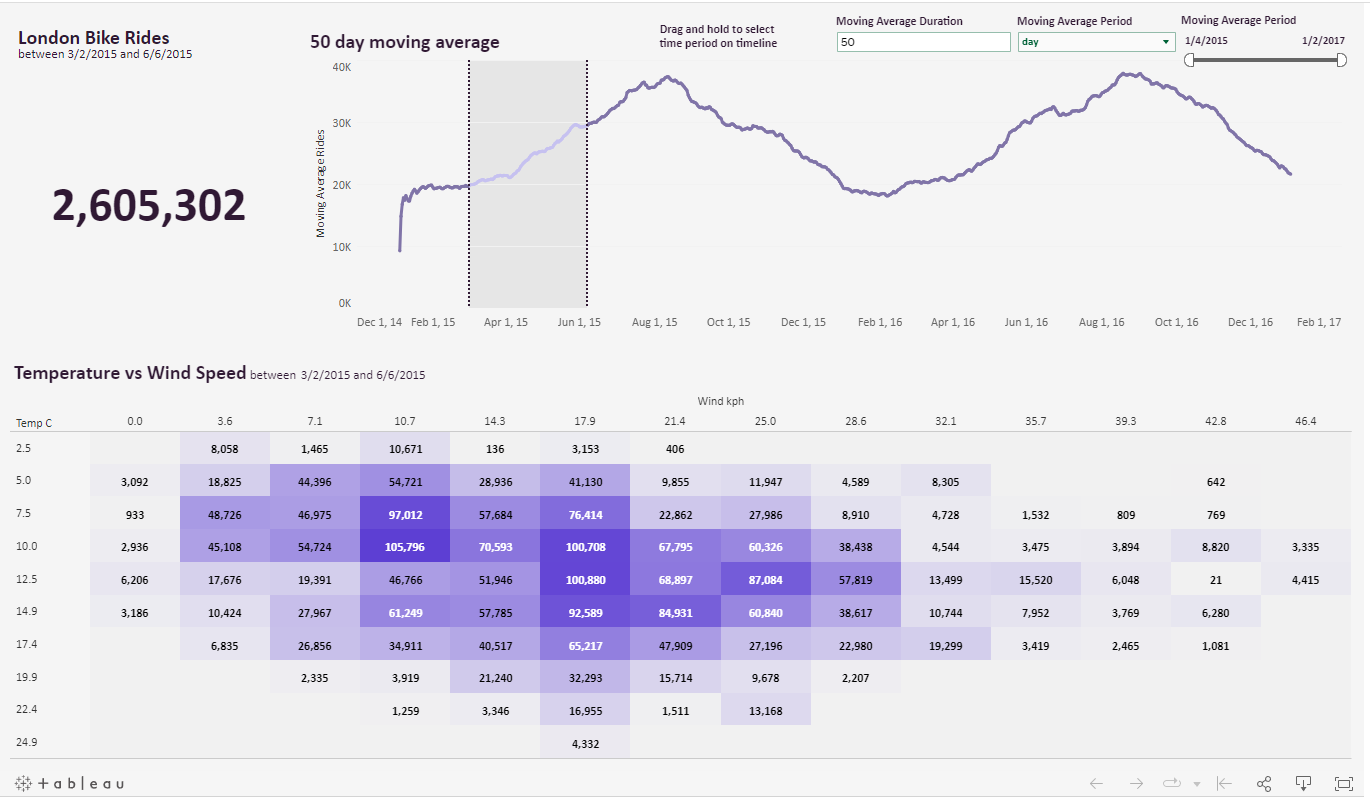 London Bike Rides
between 3/2/2015 and 6/6/2015
2,605,302
50 day moving average
Drag and hold to select
time period on timeline
Moving Average Duration
50
Moving Average Period
day
Moving Average Period
1/4/2015 1/2/2017
Moving Average Rides
40K
30K
20K
10K
0K
Dec 1, 14 Feb 1, 15 Apr 1, 15 Jun 1, 15 Aug 1, 15 Oct 1, 15 Dec 1, 15 Feb 1, 16 Apr 1, 16 Jun 1, 16 Aug 1, 16 Oct 1, 16 Dec 1, 16 Feb 1, 17
Temperature vs Wind Speed between 3/2/2015 and 6/6/2015
Wind kph
Temp C 0.0 3.6 7.1 10.7 14.3 17.9 21.4 25.0 28.6 32.1 35.7 39.3 42.8 46.4
2.5 8,058 1,465 10,671 136 3,153 406
5.0 3,092 18,825 44,396 54,721 28,936 41,130 9,855 11,947 4,589 8,305 642
7.5 933 48,726 46,975 97,012 57,684 76,414 22,862 27,986 8,910 4,728 1,532 809 769
10.0 2,936 45,108 54,724 105,796 70,593 100,708 67,795 60,326 38,438 4,544 3,475 3,894 8,820 3,335
12.5 6,206 17,676 19,391 46,766 51,946 100,880 68,897 87,084 57,819 13,499 15,520 6,048 21 4,415
14.9 3,186 10,424 27,967 61,249 57,785 92,589 84,931 60,840 38,617 10,744 7,952 3,769 6,280
17.4 6,835 26,856 34,911 40,517 65,217 47,909 27,196 22,980 19,299 3,419 2,465 1,081
19.9 2,335 3,919 21,240 32,293 15,714 9,678 2,207
22.4 1,259 3,346 16,955 1,511 13,168
24.9 4,332
+ableau